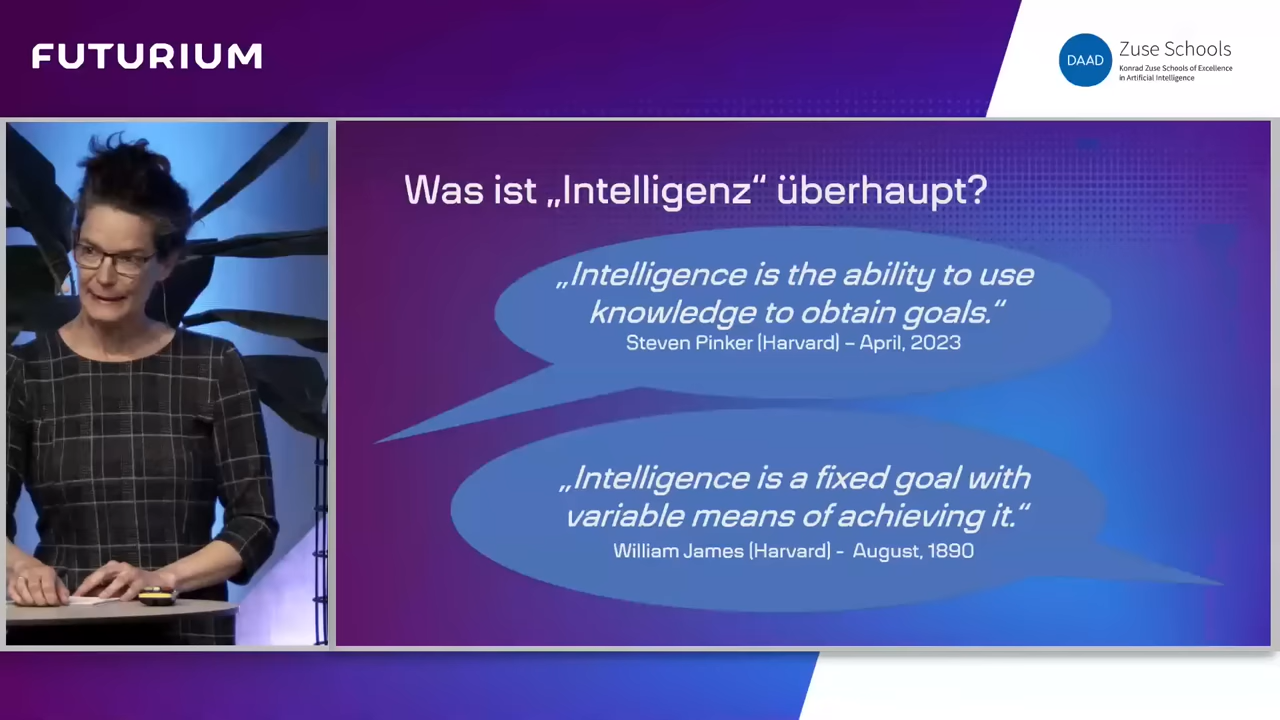 FUTURIUM
DAAD
Zuse Schools
Konrad Zuse Schools of Excellence
in Artificial Intelligence
Was ist „Intelligenz“ überhaupt?
„Intelligence is the ability to use
knowledge to obtain goals.“
Steven Pinker (Harvard) – April, 2023
„Intelligence is a fixed goal with
variable means of achieving it.“
William James (Harvard) - August, 1890